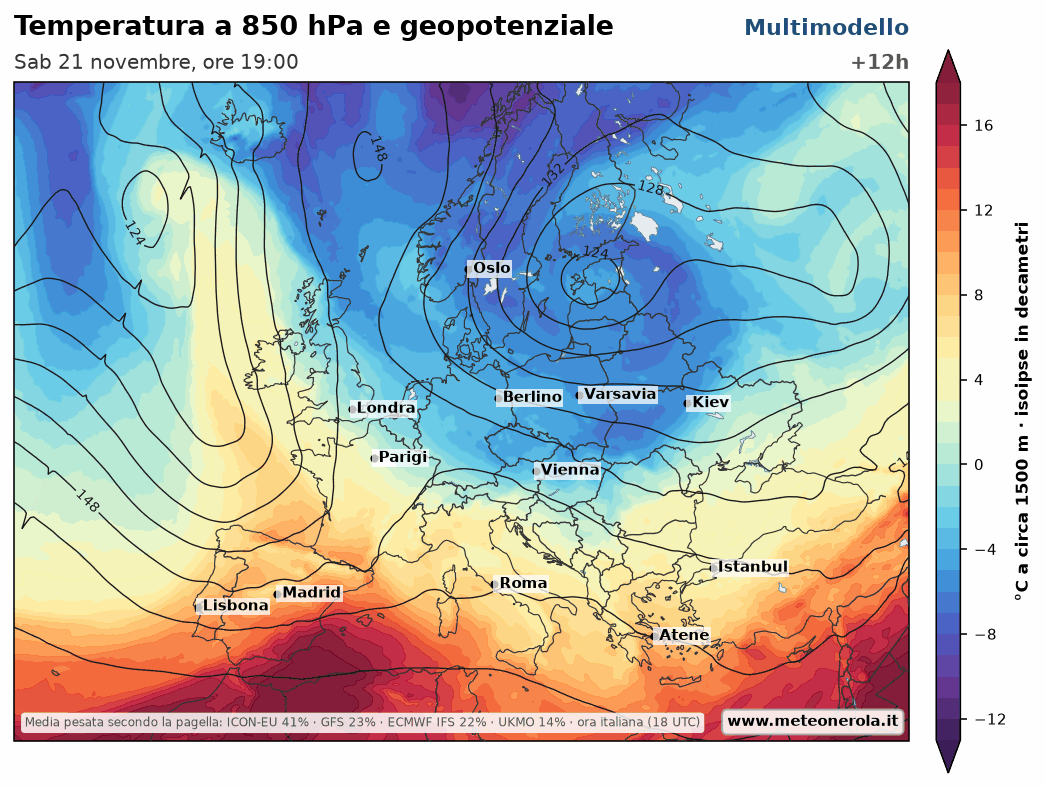 Temperatura a 850 hPa e geopotenziale
Multimodello
Sab 21 novembre, ore 19:00
+12h
148
132
128
124
124
Oslo
Londra
Berlino
Varsavia
Kiev
Parigi
Vienna
148
Istanbul
Roma
Madrid
Lisbona
Atene
Media pesata secondo la pagella: ICON-EU 41% · GFS 23% · ECMWF IFS 22% · UKMO 14% · ora italiana (18 UTC)
www.meteonerola.it
16
12
8
4
0
−4
−8
−12
°C a circa 1500 m · isoipse in decametri